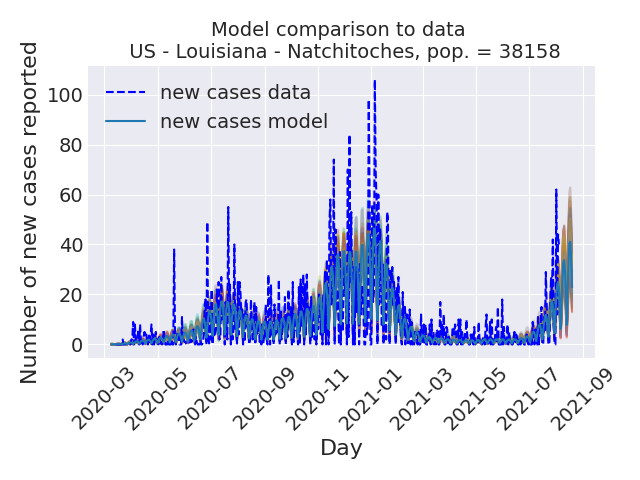 Model comparison to data
US - Louisiana - Natchitoches, pop. = 38158
Number of new cases reported
100
80
60
40
20
0
new cases data
new cases model
2020-03
2020-05
2020-07
2020-09
2020-11
2021-01
2021-03
2021-05
2021-07
2021-09
Day